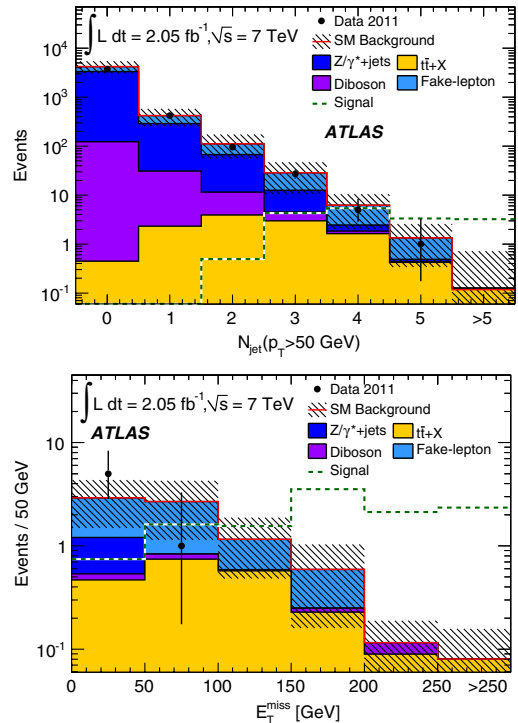 ∫ L dt = 2.05 fb⁻¹, √s = 7 TeV
Data 2011
SM Background
Z/γ*+jets
tt̄+X
Diboson
Fake-lepton
Signal
ATLAS
Events
10⁴
10³
10²
10
1
10⁻¹
0 1 2 3 4 5 >5
N_jet(p_T>50 GeV)
∫ L dt = 2.05 fb⁻¹, √s = 7 TeV
Data 2011
ATLAS
SM Background
Z/γ*+jets
tt̄+X
Diboson
Fake-lepton
Signal
Events / 50 GeV
10
1
10⁻¹
0 50 100 150 200 250 >250
E_T^miss [GeV]